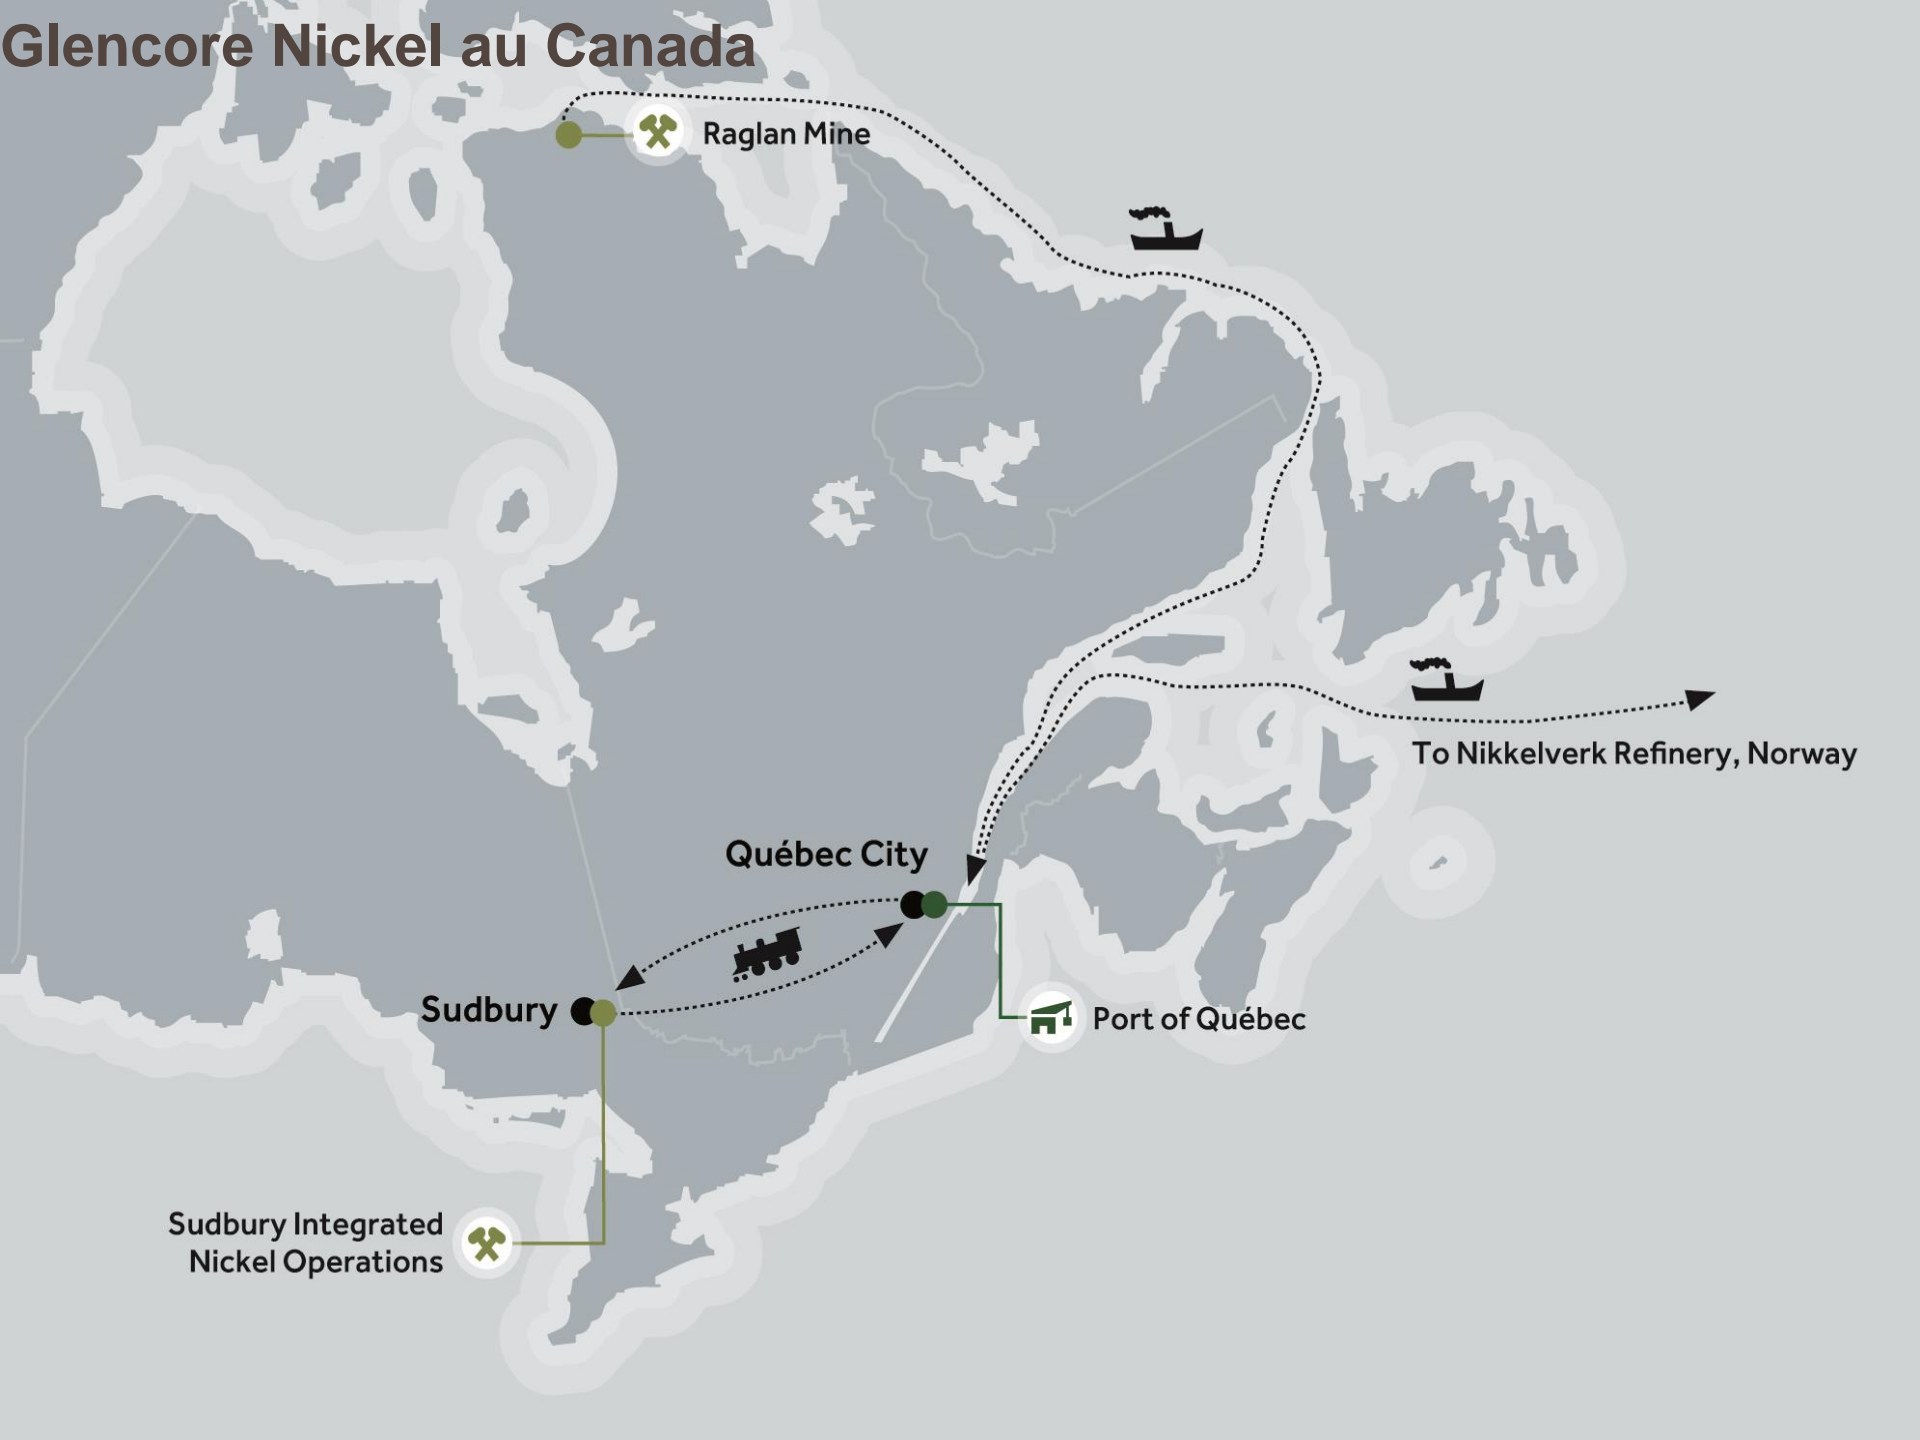 Glencore Nickel au Canada
Raglan Mine
To Nikkelverk Refinery, Norway
Québec City
Sudbury
Port of Québec
Sudbury Integrated
Nickel Operations